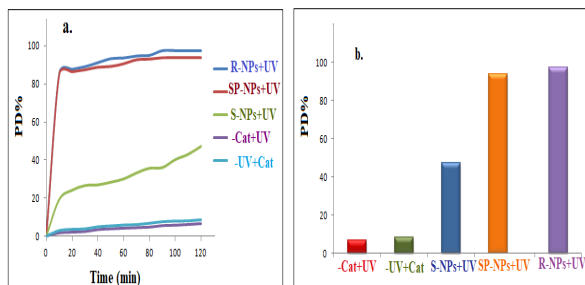 a.
PD%
100
80
60
40
20
0
0 20 40 60 80 100 120
Time (min)
R-NPs+UV
SP-NPs+UV
S-NPs+UV
-Cat+UV
-UV+Cat
b.
PD%
100
80
60
40
20
0
-Cat+UV -UV+Cat S-NPs+UV SP-NPs+UV R-NPs+UV